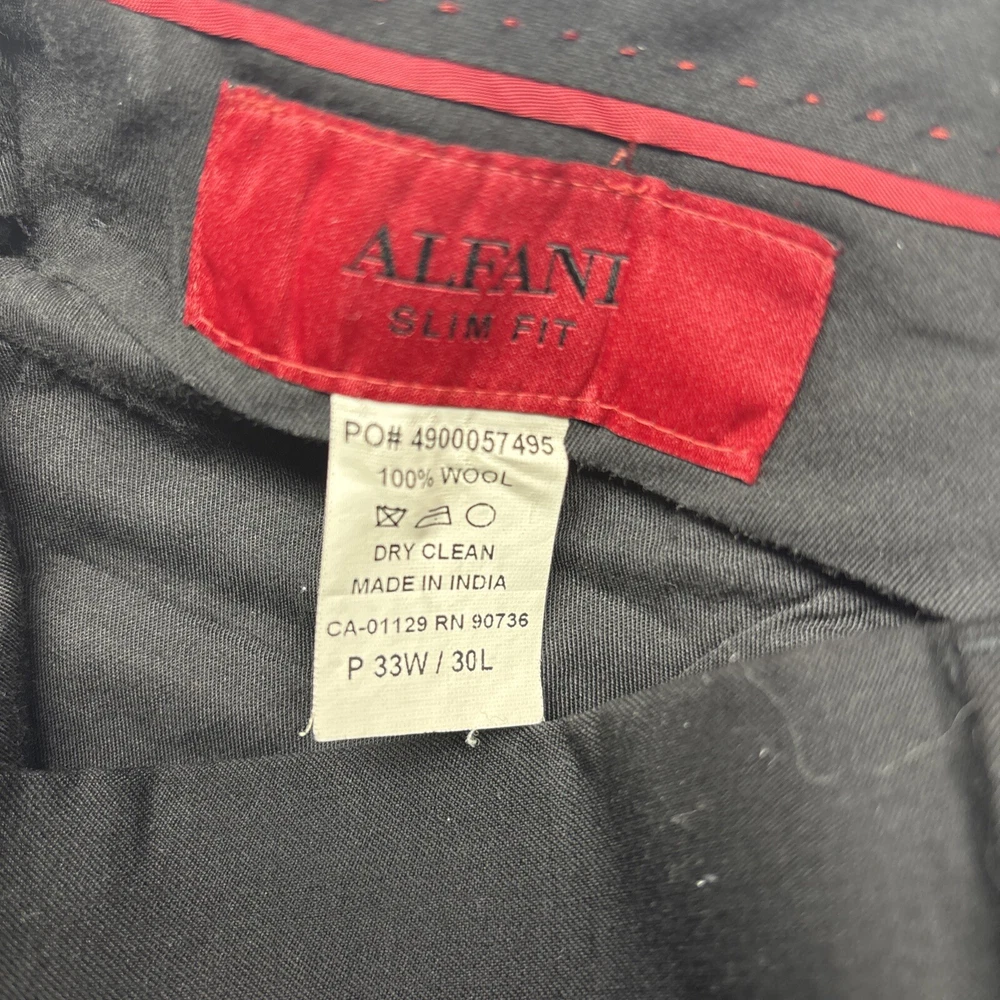 ALFANI
SLIM FIT
PO# 4900057495
100% WOOL
DRY CLEAN
MADE IN INDIA
CA-01129 RN 90736
P 33W / 30L